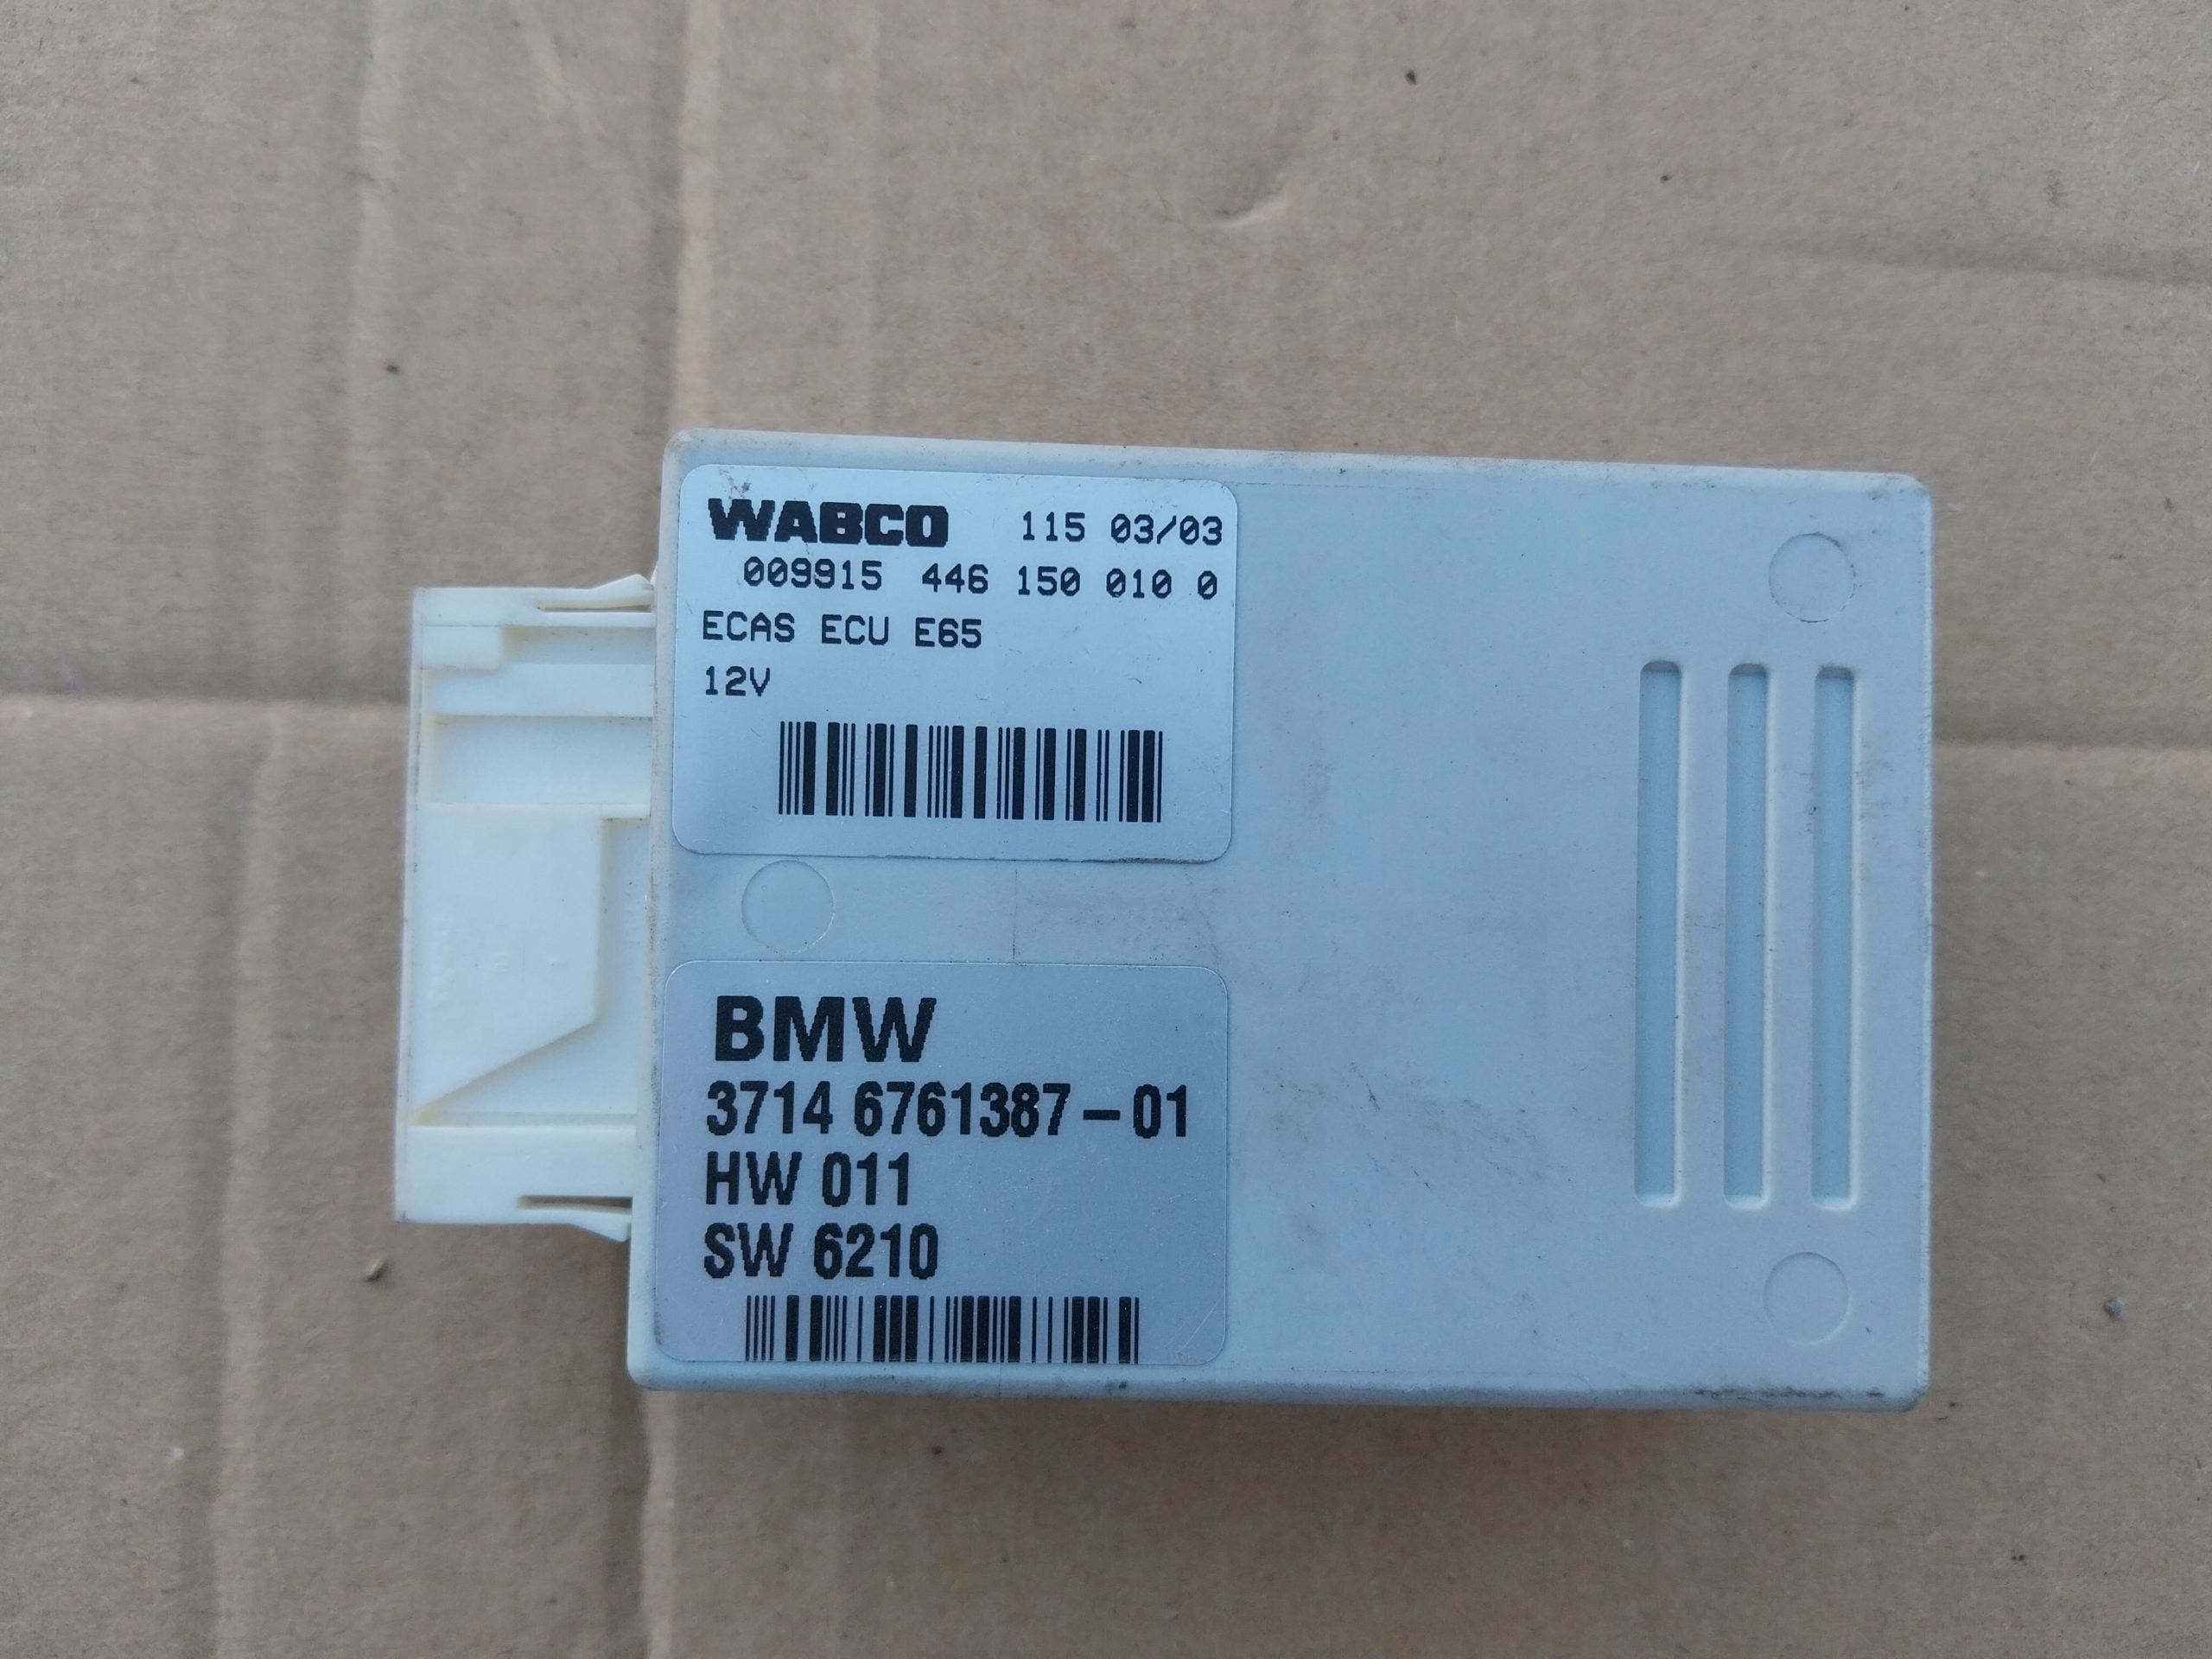 WABCO 115 03/03
009915 446 150 010 0
ECAS ECU E65
12V
BMW
3714 6761387-01
HW 011
SW 6210